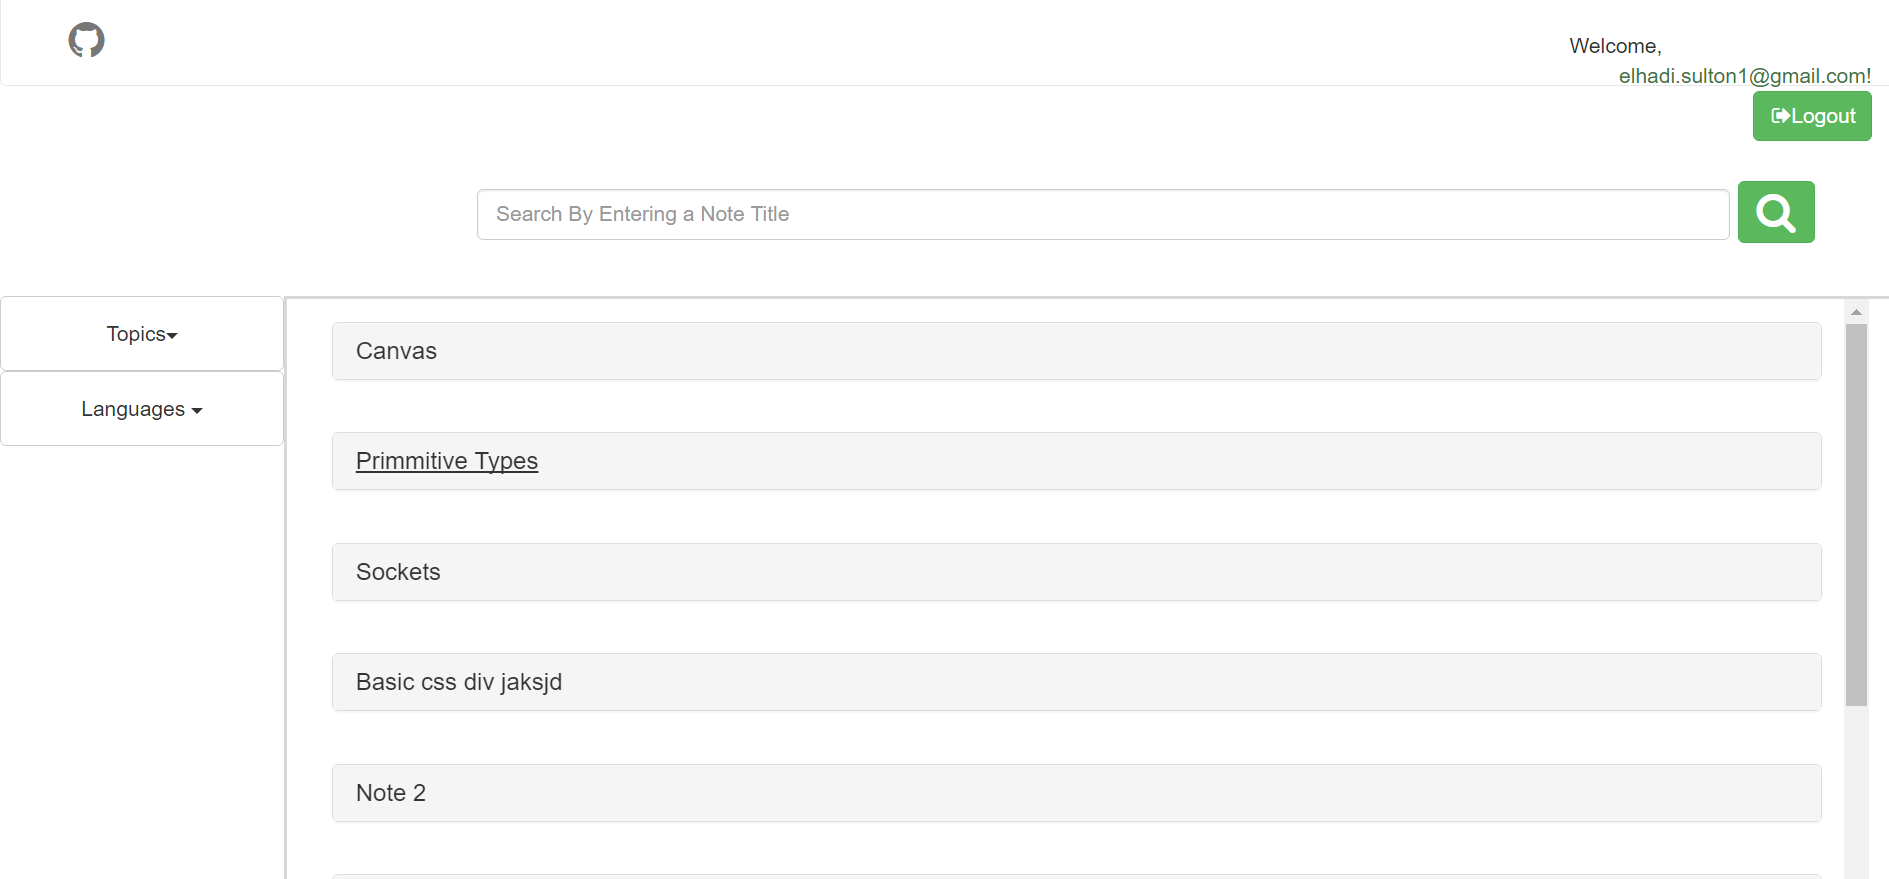 Welcome,
elhadi.sulton1@gmail.com!
Logout
Search By Entering a Note Title
Topics
Languages
Canvas
Primmitive Types
Sockets
Basic css div jaksjd
Note 2